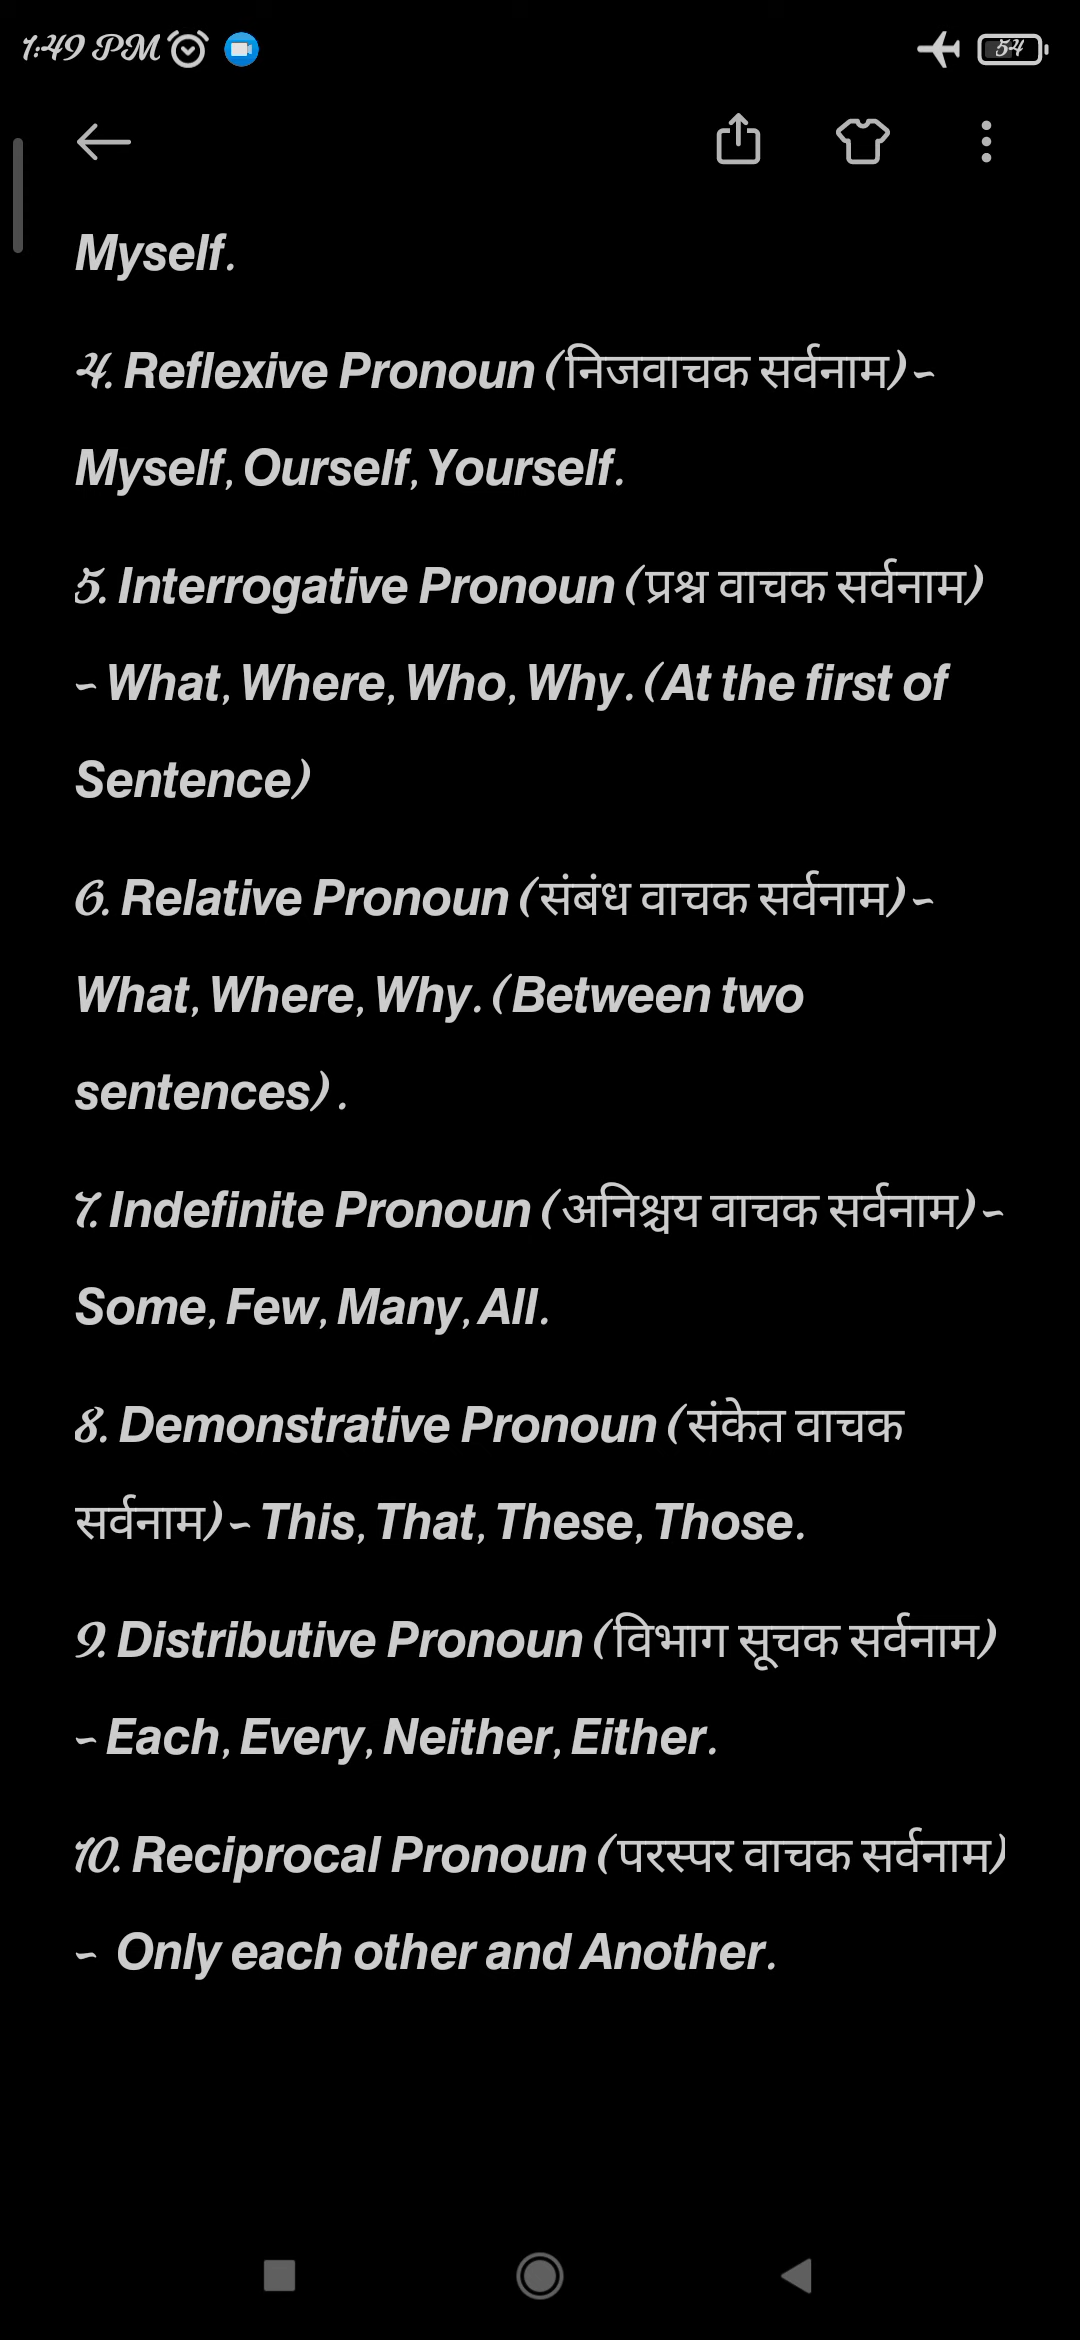 1:49 PM
54
Myself.
4. Reflexive Pronoun (निजवाचक सर्वनाम) -
Myself, Ourself, Yourself.
5. Interrogative Pronoun (प्रश्न वाचक सर्वनाम)
- What, Where, Who, Why. (At the first of
Sentence)
6. Relative Pronoun (संबंध वाचक सर्वनाम) -
What, Where, Why. (Between two
sentences) .
7. Indefinite Pronoun (अनिश्चय वाचक सर्वनाम) -
Some, Few, Many, All.
8. Demonstrative Pronoun (संकेत वाचक
सर्वनाम) - This, That, These, Those.
9. Distributive Pronoun (विभाग सूचक सर्वनाम)
- Each, Every, Neither, Either.
10. Reciprocal Pronoun (परस्पर वाचक सर्वनाम)
- Only each other and Another.